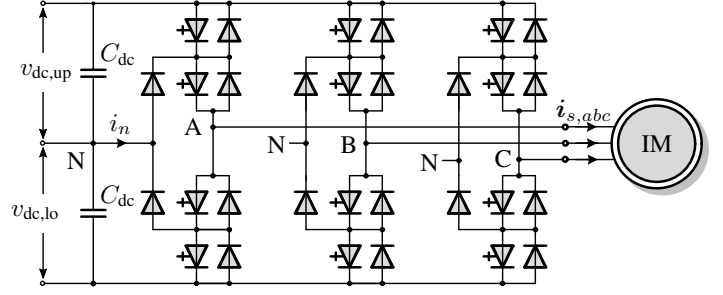 C_dc
v_dc,up
i_s,abc
i_n
A
N
B
N
C
N
IM
C_dc
v_dc,lo